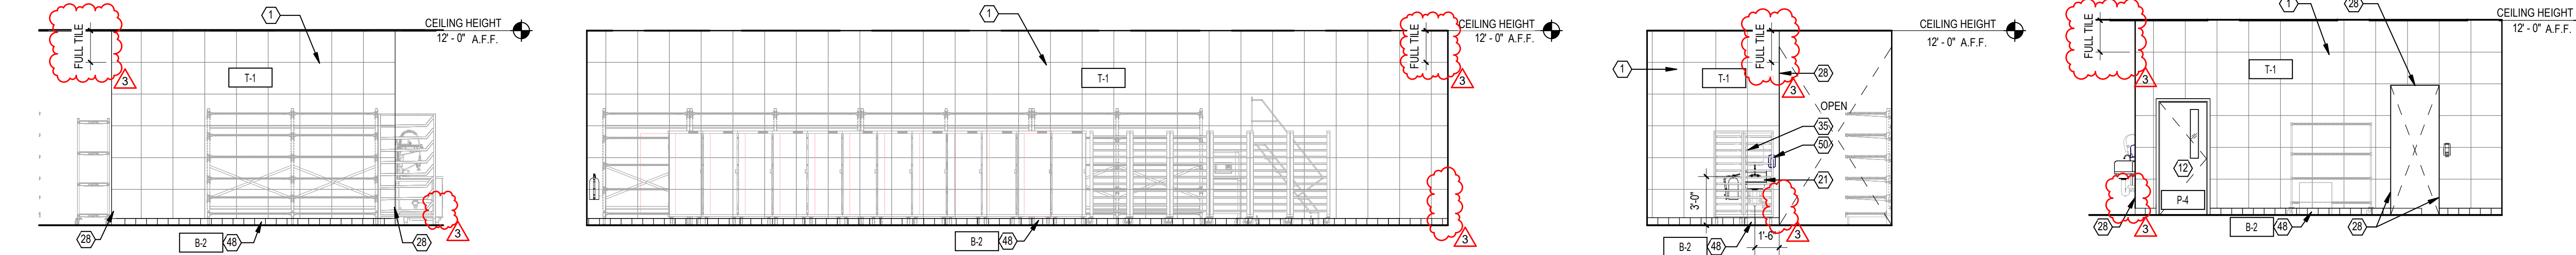 FULL TILE
3
1
CEILING HEIGHT
12' - 0" A.F.F.
T-1
28
B-2
48
28
3
1
FULL TILE
CEILING HEIGHT
12' - 0" A.F.F.
3
T-1
B-2
48
3
1
FULL TILE
CEILING HEIGHT
12' - 0" A.F.F.
T-1
28
3
OPEN
35
50
21
3'-0"
B-2
48
1'-6"
3
FULL TILE
3
1
28
CEILING HEIGHT
12' - 0" A.F.F.
T-1
12
P-4
28
3
B-2
48
28